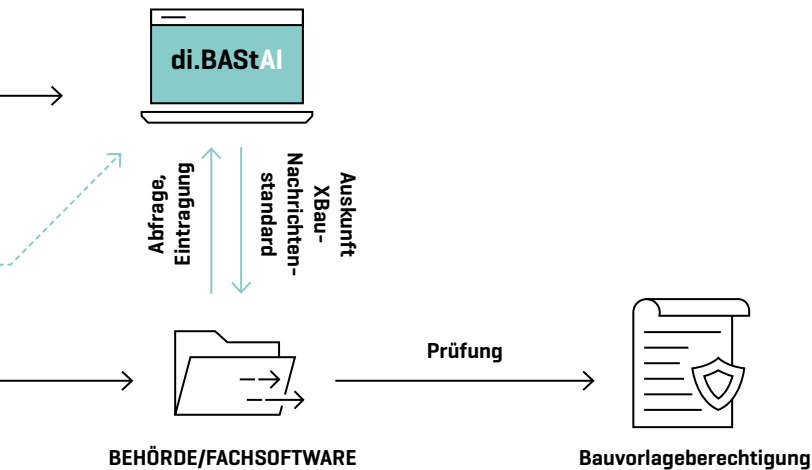 di.BAStAI
Abfrage,
Eintragung
Auskunft
XBau-
Nachrichten-
standard
Prüfung
BEHÖRDE/FACHSOFTWARE
Bauvorlageberechtigung